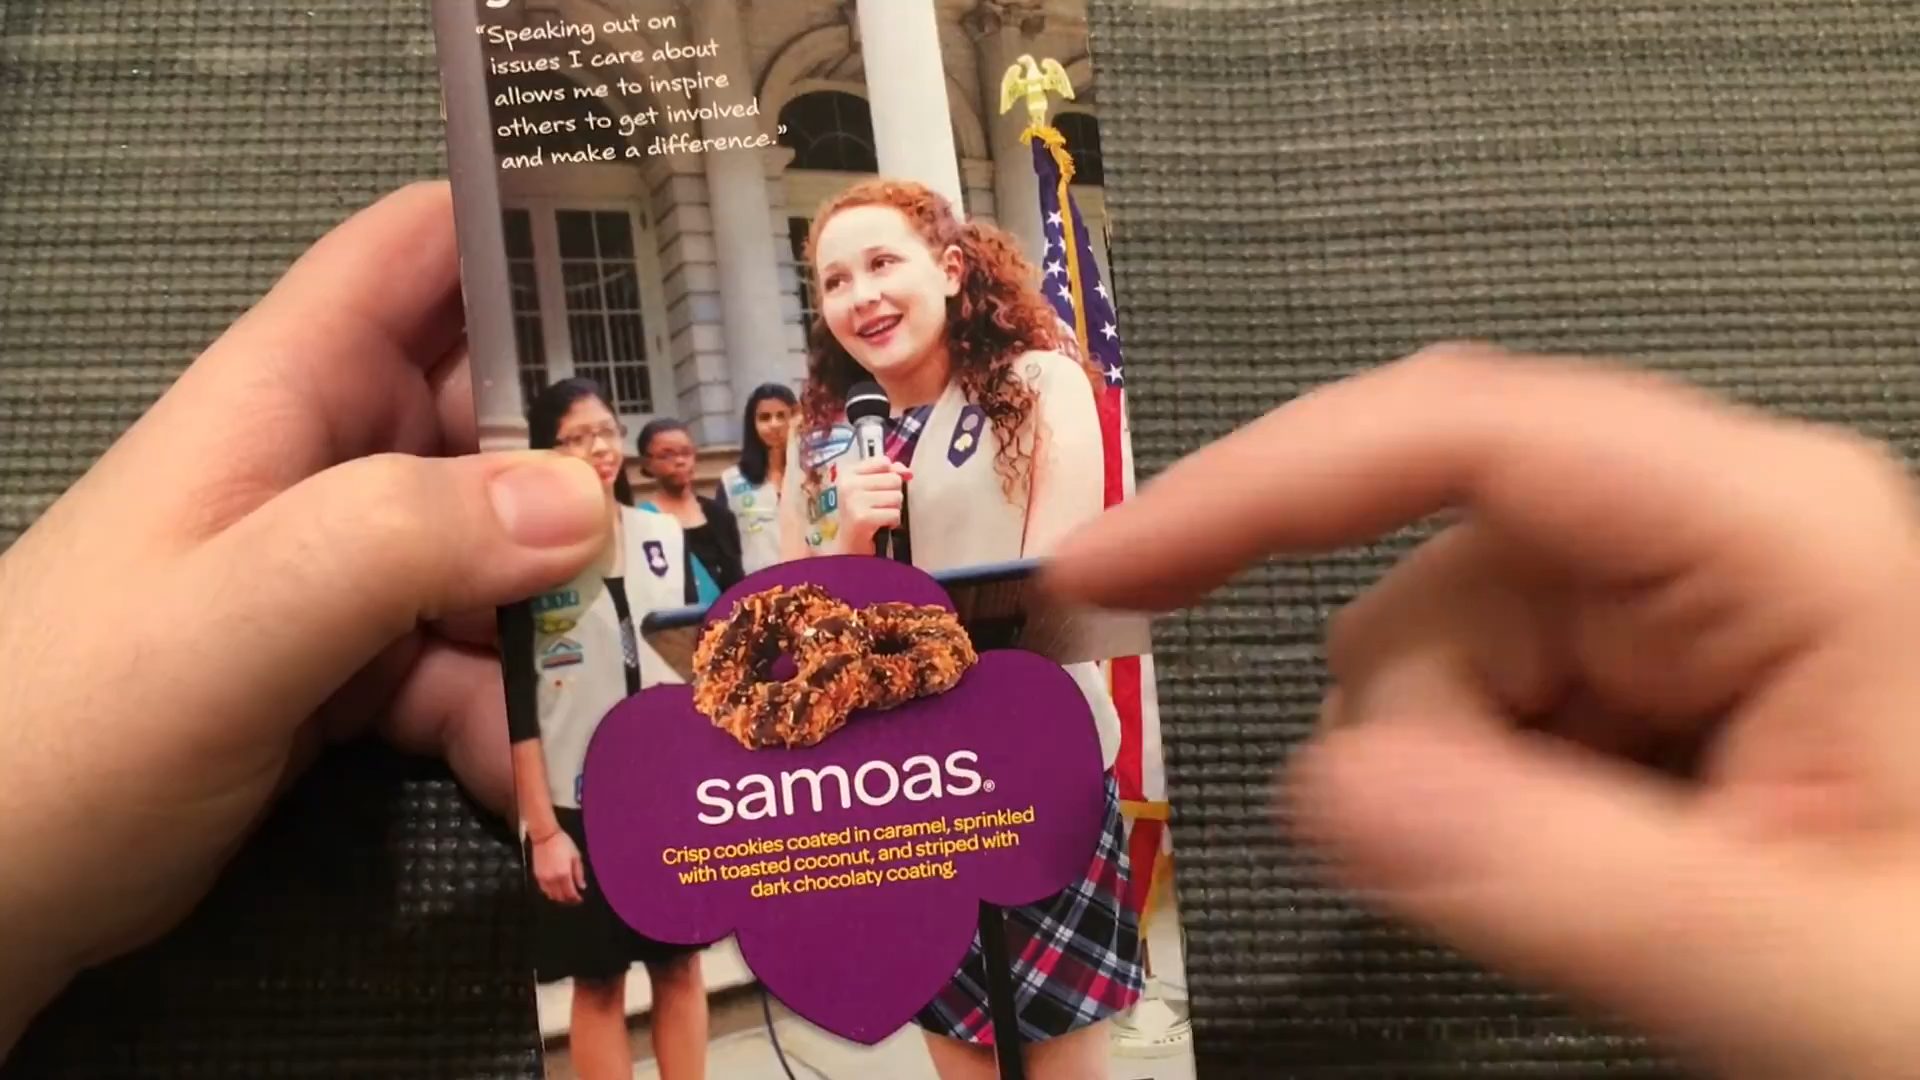 “Speaking out on
issues I care about
allows me to inspire
others to get involved
and make a difference.”
samoas®
Crisp cookies coated in caramel, sprinkled
with toasted coconut, and striped with
dark chocolaty coating.